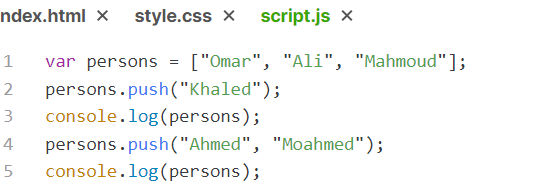 ndex.html × style.css × script.js ×
1 var persons = ["Omar", "Ali", "Mahmoud"];
2 persons.push("Khaled");
3 console.log(persons);
4 persons.push("Ahmed", "Moahmed");
5 console.log(persons);